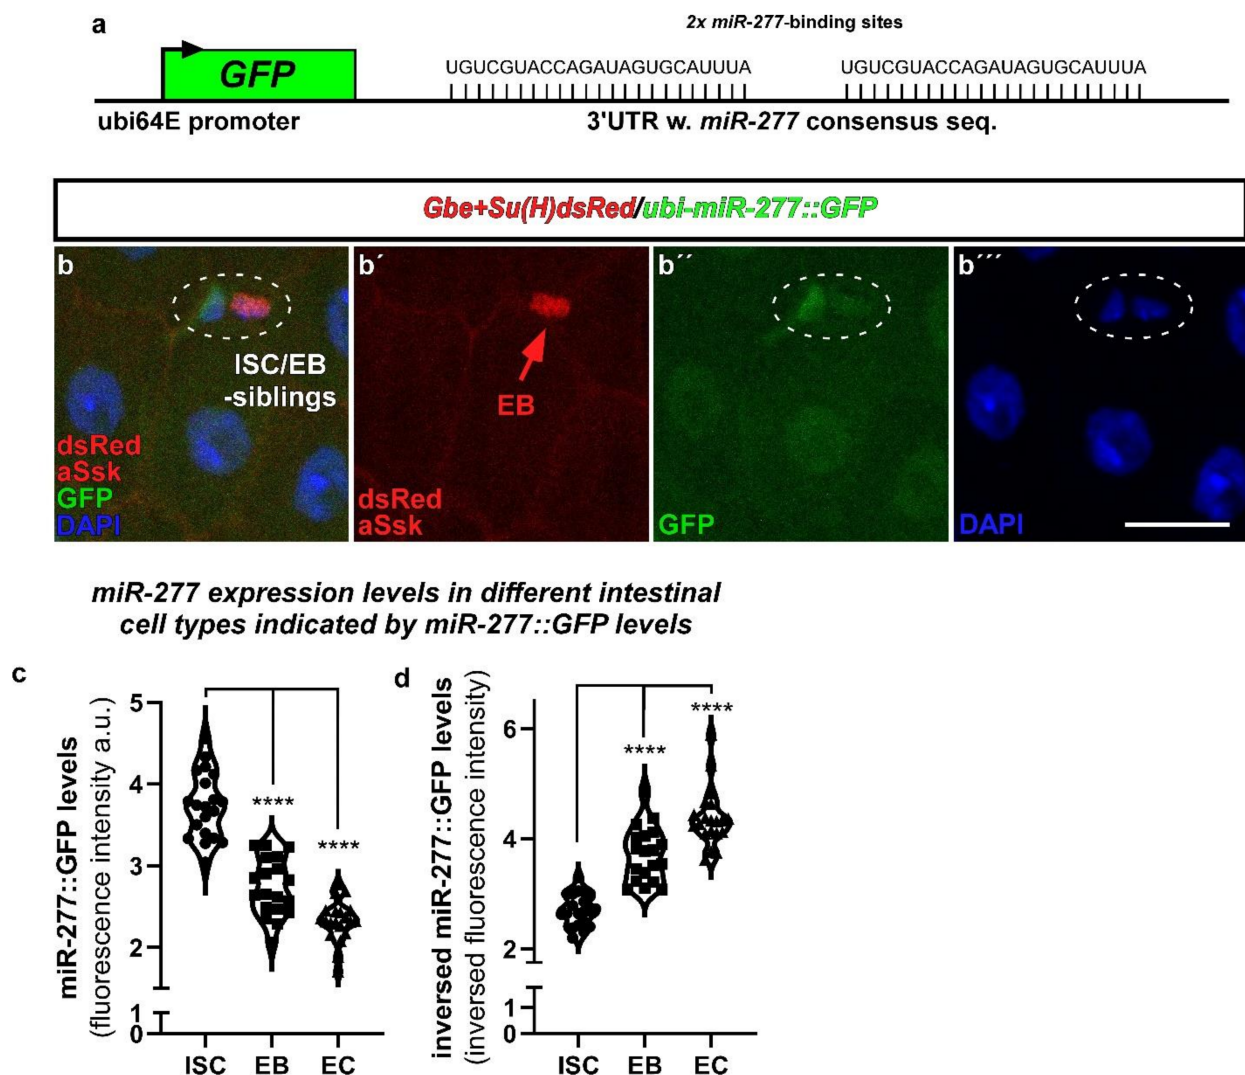 a
2x miR-277-binding sites
GFP
UGUCGUACCAGAUAGUGCAUUUA UGUCGUACCAGAUAGUGCAUUUA
ubi64E promoter
3'UTR w. miR-277 consensus seq.
Gbe+Su(H)dsRed/ubi-miR-277::GFP
b
ISC/EB
-siblings
dsRed
aSsk
GFP
DAPI
b´
EB
dsRed
aSsk
b´´
GFP
b´´´
DAPI
miR-277 expression levels in different intestinal
cell types indicated by miR-277::GFP levels
c
miR-277::GFP levels
(fluorescence intensity a.u.)
5
4
3
2
1
0
****
****
ISC EB EC
d
inversed miR-277::GFP levels
(inversed fluorescence intensity)
6
4
2
1
0
****
****
ISC EB EC